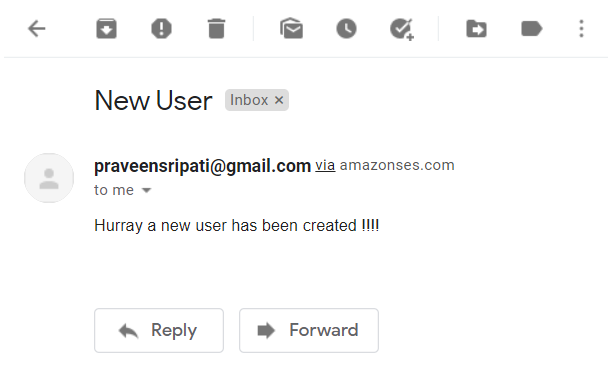 New User Inbox ×
praveensripati@gmail.com via amazonses.com
to me
Hurray a new user has been created !!!!
Reply Forward